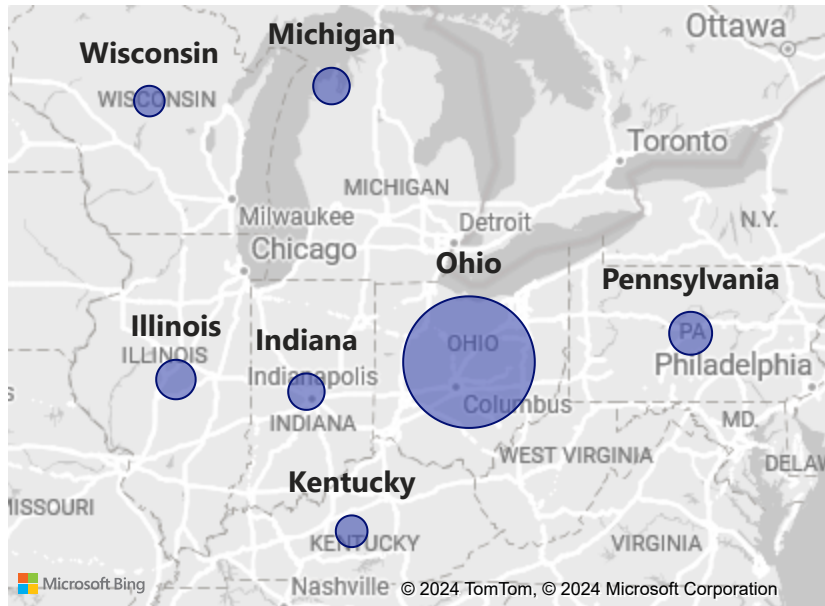 Ottawa
Michigan
Wisconsin
WISCONSIN
Toronto
MICHIGAN
Milwaukee
Detroit
N.Y.
Chicago
Ohio
Pennsylvania
Illinois
Indiana
OHIO
PA
ILLINOIS
Indianapolis
Philadelphia
Columbus
INDIANA
MD.
WEST VIRGINIA
DELAW
Kentucky
MISSOURI
KENTUCKY
VIRGINIA
Microsoft Bing
Nashville
© 2024 TomTom, © 2024 Microsoft Corporation